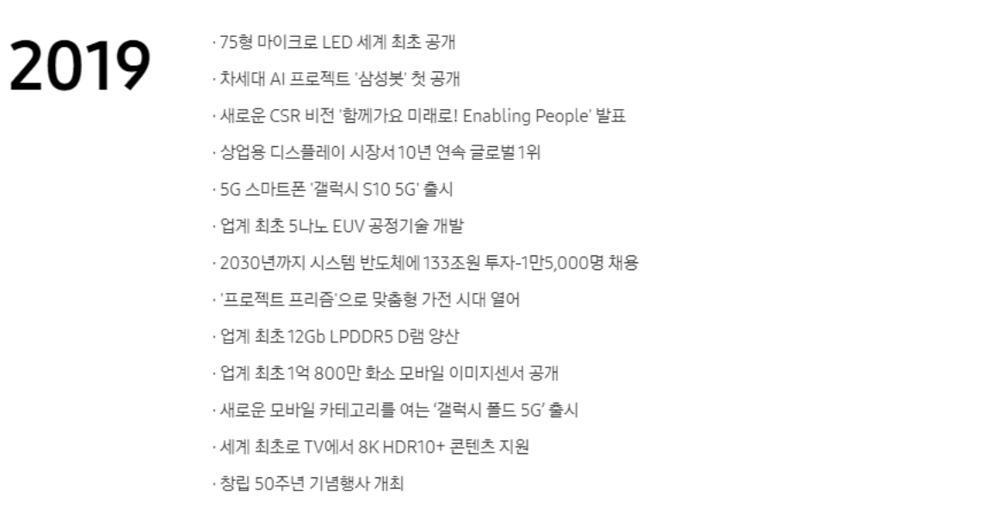 2019
· 75형 마이크로 LED 세계 최초 공개
· 차세대 AI 프로젝트 '삼성봇' 첫 공개
· 새로운 CSR 비전 '함께가요 미래로! Enabling People' 발표
· 상업용 디스플레이 시장서 10년 연속 글로벌 1위
· 5G 스마트폰 '갤럭시 S10 5G' 출시
· 업계 최초 5나노 EUV 공정기술 개발
· 2030년까지 시스템 반도체에 133조원 투자-1만5,000명 채용
· '프로젝트 프리즘'으로 맞춤형 가전 시대 열어
· 업계 최초 12Gb LPDDR5 D램 양산
· 업계 최초 1억 800만 화소 모바일 이미지센서 공개
· 새로운 모바일 카테고리를 여는 ‘갤럭시 폴드 5G’ 출시
· 세계 최초로 TV에서 8K HDR10+ 콘텐츠 지원
· 창립 50주년 기념행사 개최